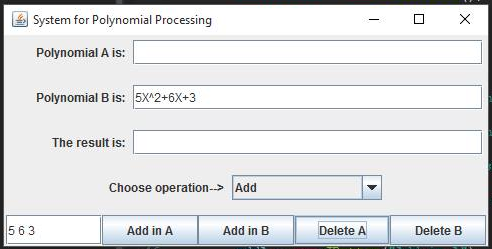 System for Polynomial Processing
Polynomial A is:
Polynomial B is: 5X^2+6X+3
The result is:
Choose operation--> Add
5 6 3 Add in A Add in B Delete A Delete B